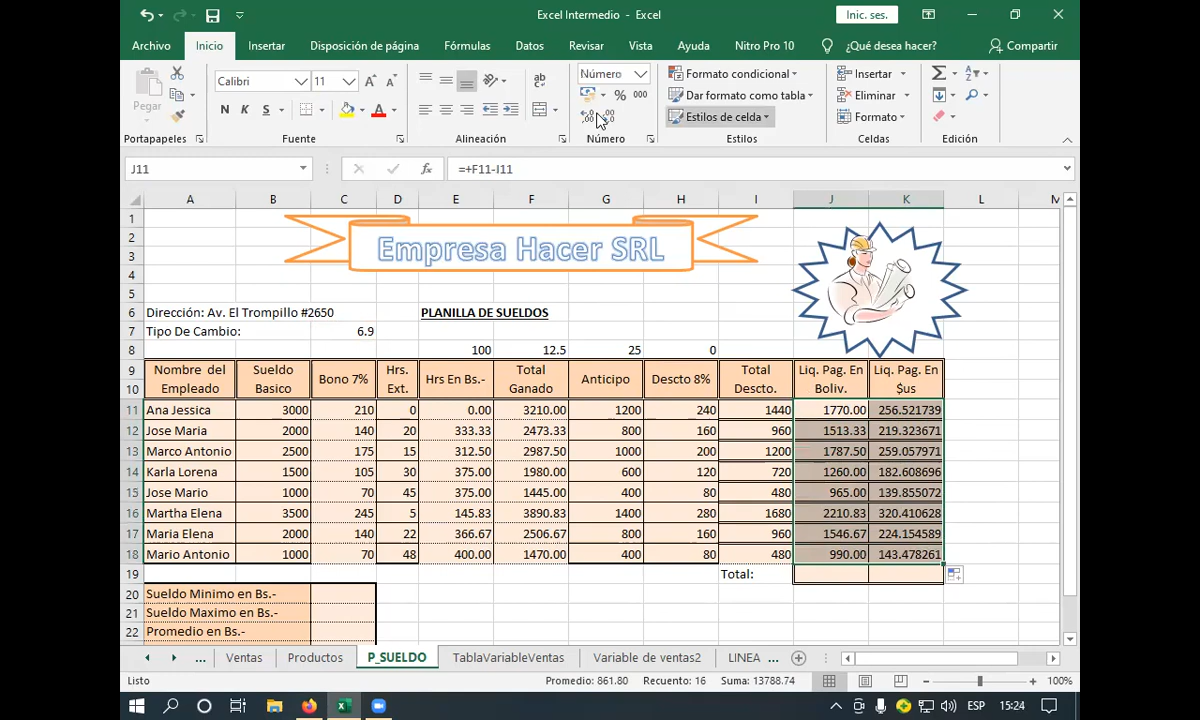 Excel Intermedio - Excel
Inic. ses.
Archivo Inicio Insertar Disposición de página Fórmulas Datos Revisar Vista Ayuda Nitro Pro 10 ¿Qué desea hacer? Compartir
Pegar
Calibri 11
N K S
ab
Número
% 000
Formato condicional
Dar formato como tabla
Estilos de celda
Insertar
Eliminar
Formato
Portapapeles Fuente Alineación Número Estilos Celdas Edición
J11 fx =+F11-I11
A B C D E F G H I J K L M
1
2 Empresa Hacer SRL
3
4
5
6 Dirección: Av. El Trompillo #2650 PLANILLA DE SUELDOS
7 Tipo De Cambio: 6.9
8 100 12.5 25 0
9 Nombre del Sueldo Bono 7% Hrs. Hrs En Bs.- Total Anticipo Descto 8% Total Liq. Pag. En Liq. Pag. En
10 Empleado Basico Ext. Ganado Descto. Boliv. $us
11 Ana Jessica 3000 210 0 0.00 3210.00 1200 240 1440 1770.00 256.521739
12 Jose Maria 2000 140 20 333.33 2473.33 800 160 960 1513.33 219.323671
13 Marco Antonio 2500 175 15 312.50 2987.50 1000 200 1200 1787.50 259.057971
14 Karla Lorena 1500 105 30 375.00 1980.00 600 120 720 1260.00 182.608696
15 Jose Mario 1000 70 45 375.00 1445.00 400 80 480 965.00 139.855072
16 Martha Elena 3500 245 5 145.83 3890.83 1400 280 1680 2210.83 320.410628
17 Maria Elena 2000 140 22 366.67 2506.67 800 160 960 1546.67 224.154589
18 Mario Antonio 1000 70 48 400.00 1470.00 400 80 480 990.00 143.478261
19 Total:
20 Sueldo Minimo en Bs.-
21 Sueldo Maximo en Bs.-
22 Promedio en Bs.-
... Ventas Productos P_SUELDO TablaVariableVentas Variable de ventas2 LINEA ...
Listo Promedio: 861.80 Recuento: 16 Suma: 13788.74 100%
ESP 15:24